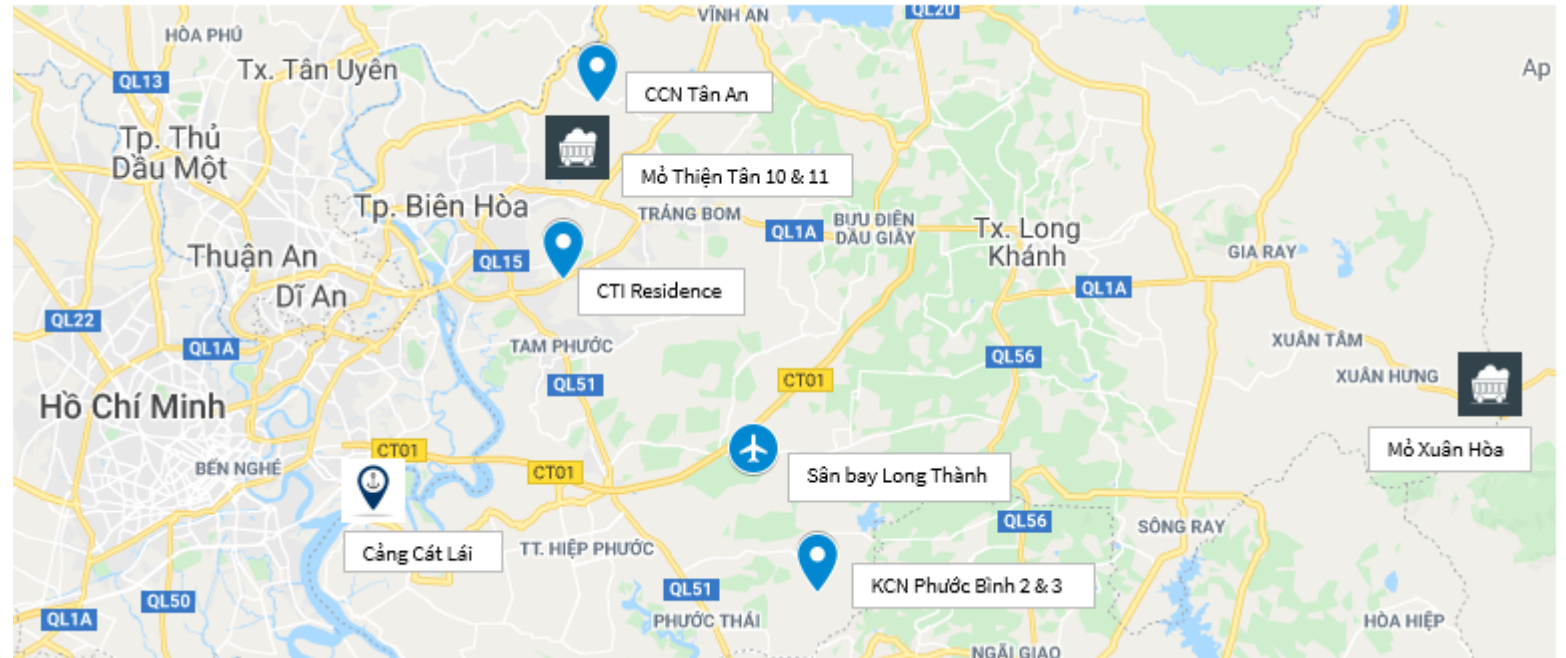 VĨNH AN
QL20
HÒA PHÚ
Tx. Tân Uyên
QL13
Ap
CCN Tân An
Tp. Thủ
Dầu Một
Mỏ Thiện Tân 10 & 11
Tp. Biên Hòa
TRẢNG BOM
QL1A
BƯU ĐIỆN
DẦU GIÂY
Tx. Long
Khánh
Thuận An
QL15
GIA RAY
Dĩ An
CTI Residence
QL1A
QL22
QL1A
TAM PHƯỚC
XUÂN TÂM
QL56
QL51
CT01
XUÂN HƯNG
Hồ Chí Minh
CT01
Mỏ Xuân Hòa
BẾN NGHÉ
CT01
Sân bay Long Thành
QL56
SÔNG RAY
Cảng Cát Lái
TT. HIỆP PHƯỚC
KCN Phước Bình 2 & 3
QL51
QL50
QL1A
PHƯỚC THÁI
HÒA HIỆP
NGÃI GIAO